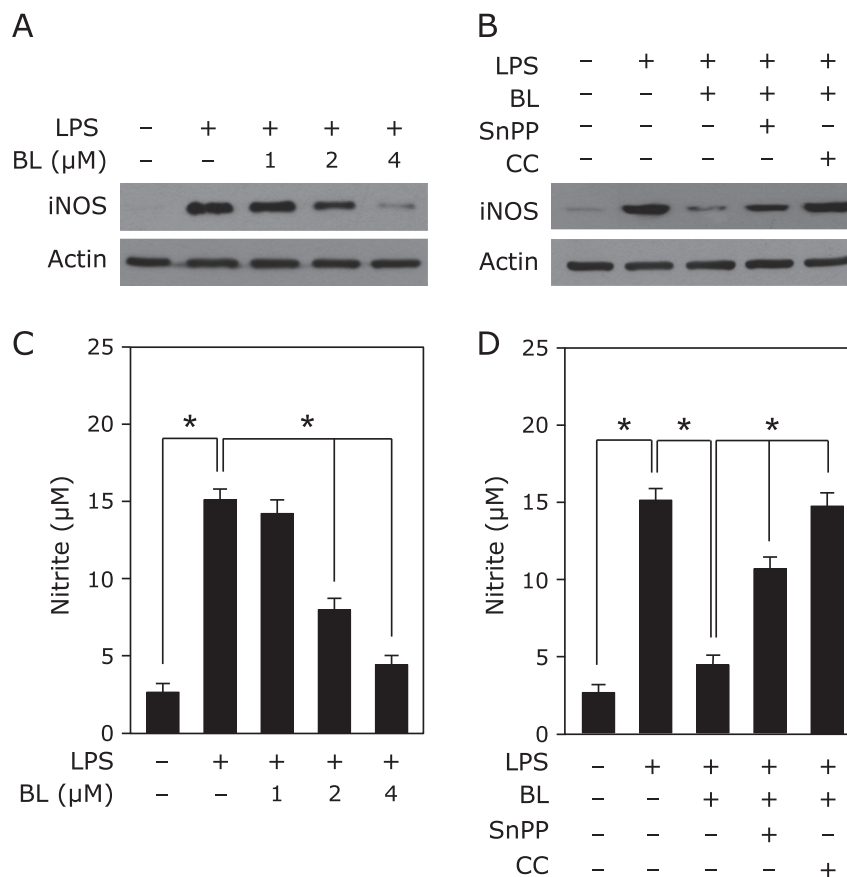 A
LPS – + + + +
BL (μM) – – 1 2 4
iNOS
Actin
B
LPS – + + + +
BL – – + + +
SnPP – – – + –
CC – – – – +
iNOS
Actin
C
25
20
15
10
5
0
Nitrite (μM)
* *
LPS – + + + +
BL (μM) – – 1 2 4
D
25
20
15
10
5
0
Nitrite (μM)
* * *
LPS – + + + +
BL – – + + +
SnPP – – – + –
CC – – – – +